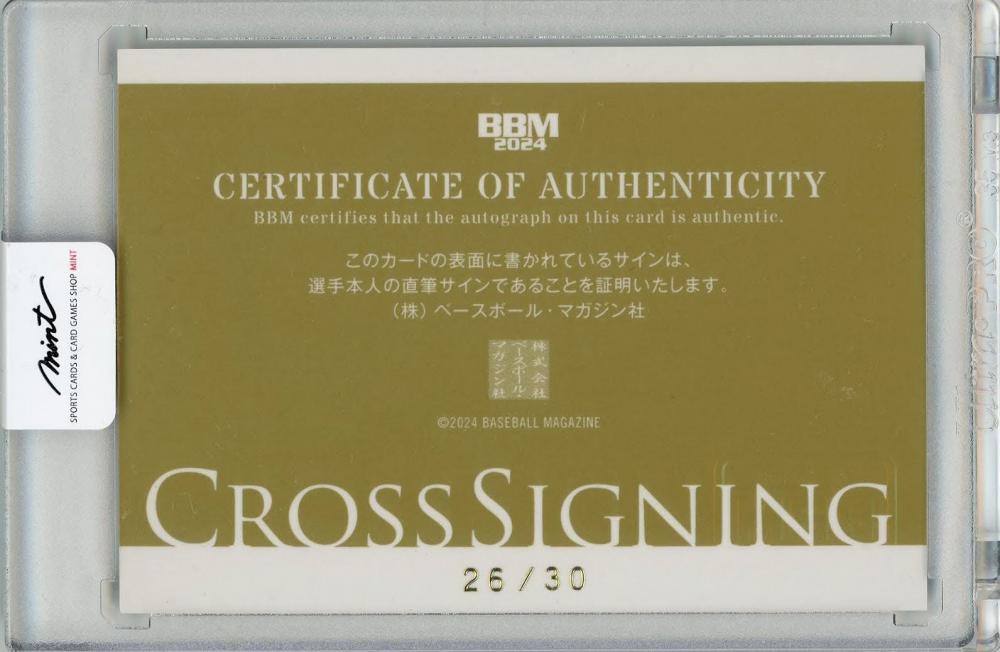 BBM
2024
CERTIFICATE OF AUTHENTICITY
BBM certifies that the autograph on this card is authentic.
このカードの表面に書かれているサインは、
選手本人の直筆サインであることを証明いたします。
（株）ベースボール・マガジン社
株式会社
ベースボール・
マガジン社
©2024 BASEBALL MAGAZINE
CROSSSIGNING
26/30
mint
SPORTS CARDS & CARD GAMES SHOP MINT